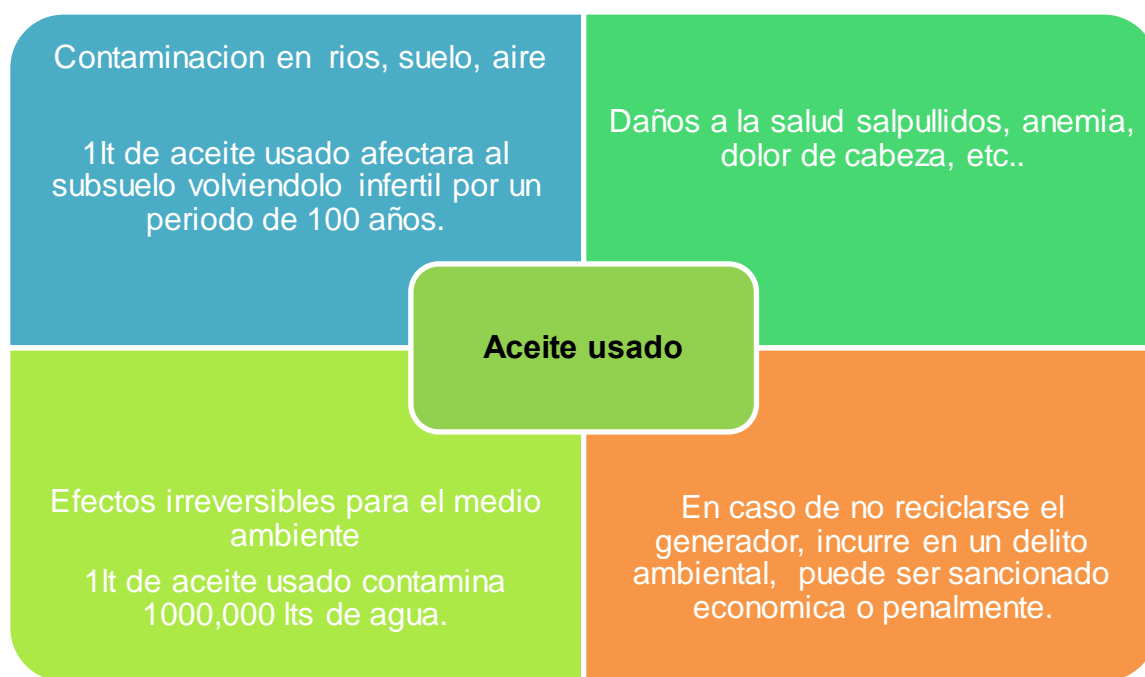 Contaminacion en rios, suelo, aire
1lt de aceite usado afectara al
subsuelo volviendolo infertil por un
periodo de 100 años.
Daños a la salud salpullidos, anemia,
dolor de cabeza, etc..
Aceite usado
Efectos irreversibles para el medio
ambiente
1lt de aceite usado contamina
1000,000 lts de agua.
En caso de no reciclarse el
generador, incurre en un delito
ambiental, puede ser sancionado
economica o penalmente.